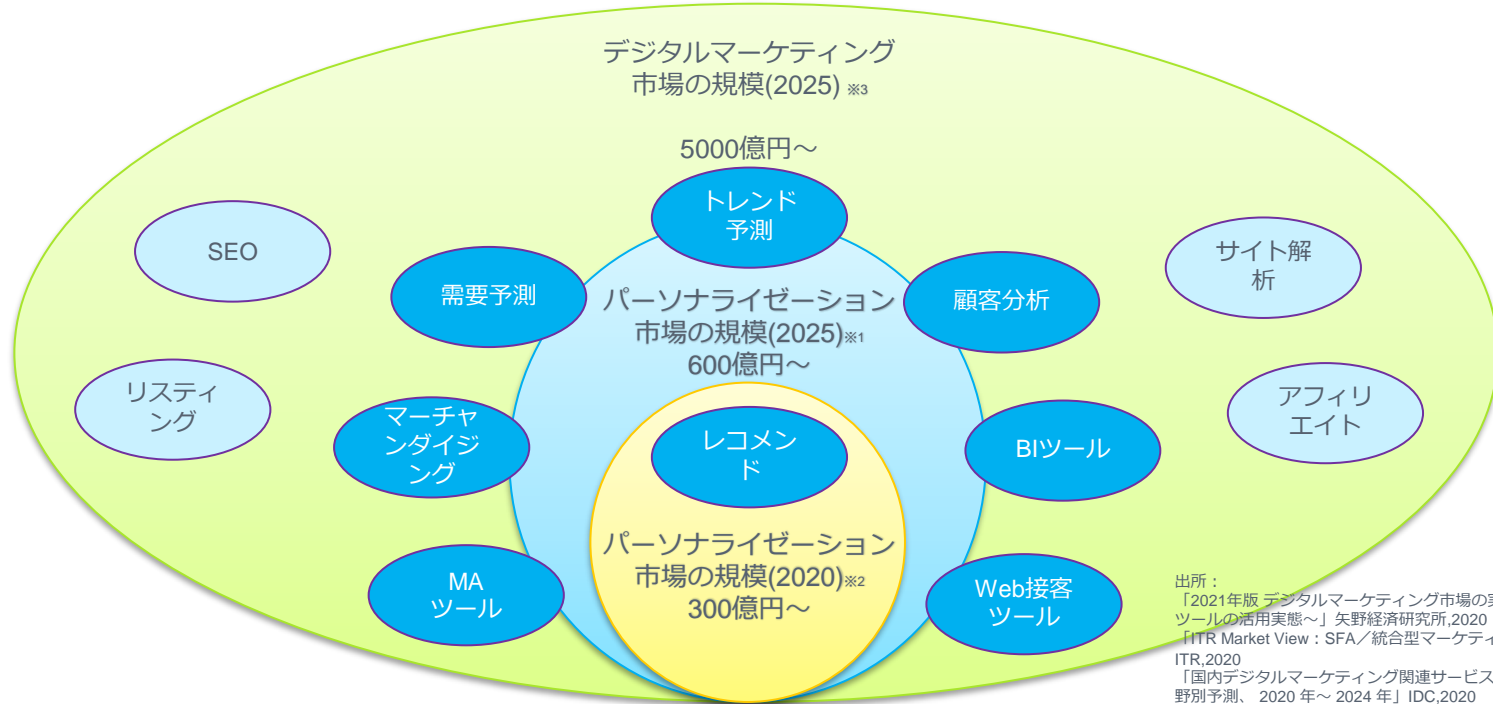 デジタルマーケティング
市場の規模(2025) ※3
5000億円～
トレンド
予測
SEO
需要予測
顧客分析
サイト解
析
パーソナライゼーション
市場の規模(2025)※1
600億円～
リスティ
ング
マーチャ
ンダイジ
ング
レコメン
ド
BIツール
アフィリ
エイト
パーソナライゼーション
市場の規模(2020)※2
300億円～
MA
ツール
Web接客
ツール
出所：
「2021年版 デジタルマーケティング市場の実
ツールの活用実態～」矢野経済研究所,2020
「ITR Market View：SFA／統合型マーケティ
ITR,2020
「国内デジタルマーケティング関連サービス
野別予測、 2020 年～ 2024 年」IDC,2020